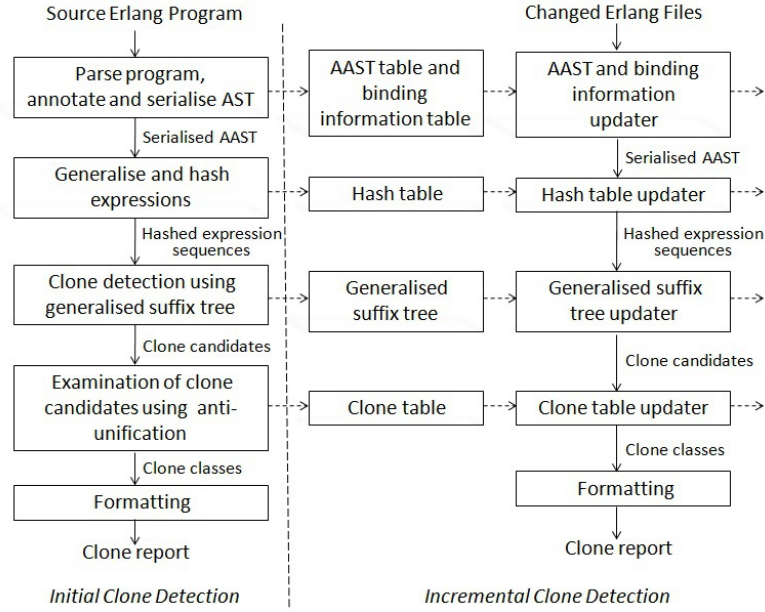 Source Erlang Program
Parse program,
annotate and serialise AST
Serialised AAST
Generalise and hash
expressions
Hashed expression
sequences
Clone detection using
generalised suffix tree
Clone candidates
Examination of clone
candidates using anti-
unification
Clone classes
Formatting
Clone report
Initial Clone Detection
AAST table and
binding
information table
Hash table
Generalised
suffix tree
Clone table
Changed Erlang Files
AAST and binding
information
updater
Serialised AAST
Hash table updater
Hashed expression
sequences
Generalised suffix
tree updater
Clone candidates
Clone table updater
Clone classes
Formatting
Clone report
Incremental Clone Detection